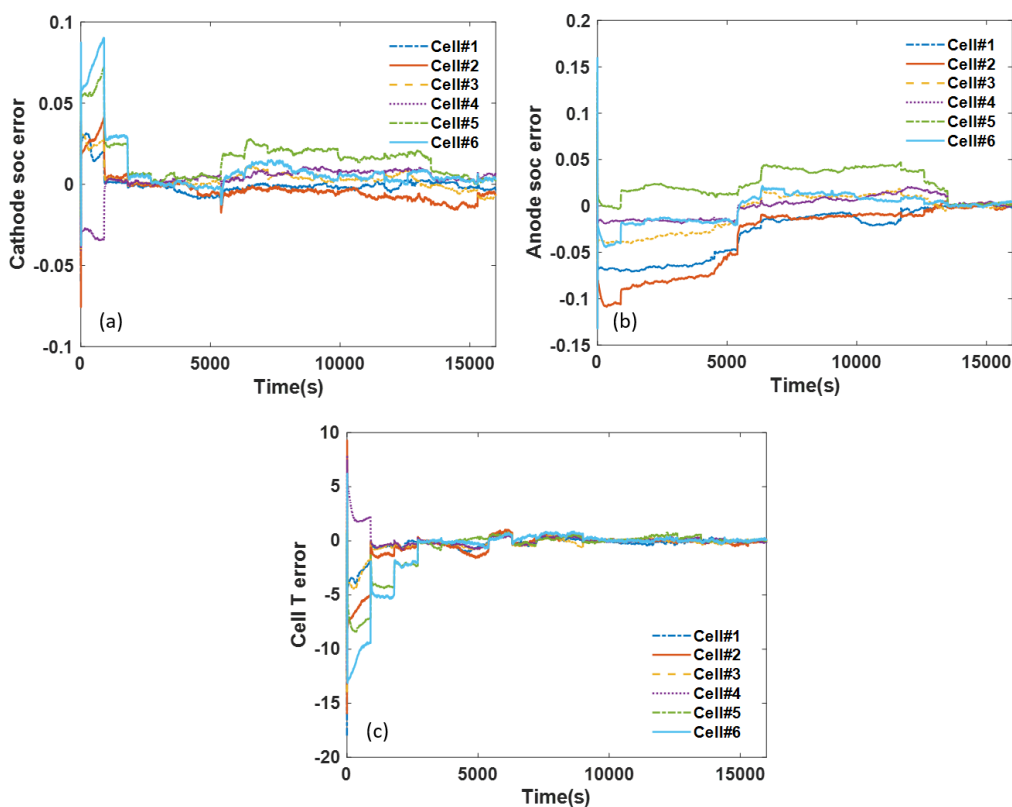 0.1
0.05
0
-0.05
-0.1
Cathode soc error
Cell#1
Cell#2
Cell#3
Cell#4
Cell#5
Cell#6
(a)
0
5000
10000
15000
Time(s)
0.2
0.15
0.1
0.05
0
-0.05
-0.1
-0.15
Anode soc error
Cell#1
Cell#2
Cell#3
Cell#4
Cell#5
Cell#6
(b)
0
5000
10000
15000
Time(s)
10
5
0
-5
-10
-15
-20
Cell T error
Cell#1
Cell#2
Cell#3
Cell#4
Cell#5
Cell#6
(c)
0
5000
10000
15000
Time(s)